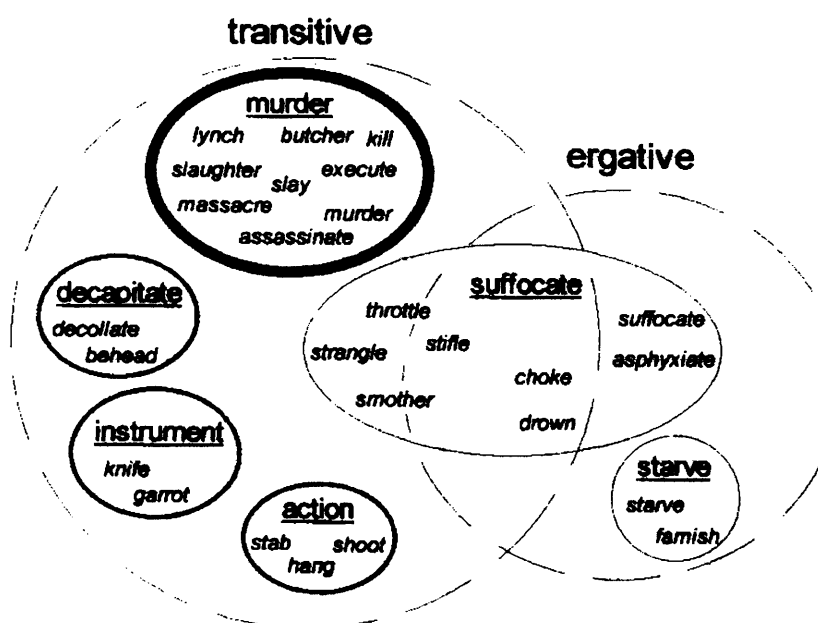 transitive
murder
lynch butcher kill
slaughter execute
slay
massacre murder
assassinate
ergative
decapitate
decollate
behead
suffocate
throttle
strangle stifle
smother
choke
drown
suffocate
asphyxiate
instrument
knife
garrot
action
stab shoot
hang
starve
starve
famish